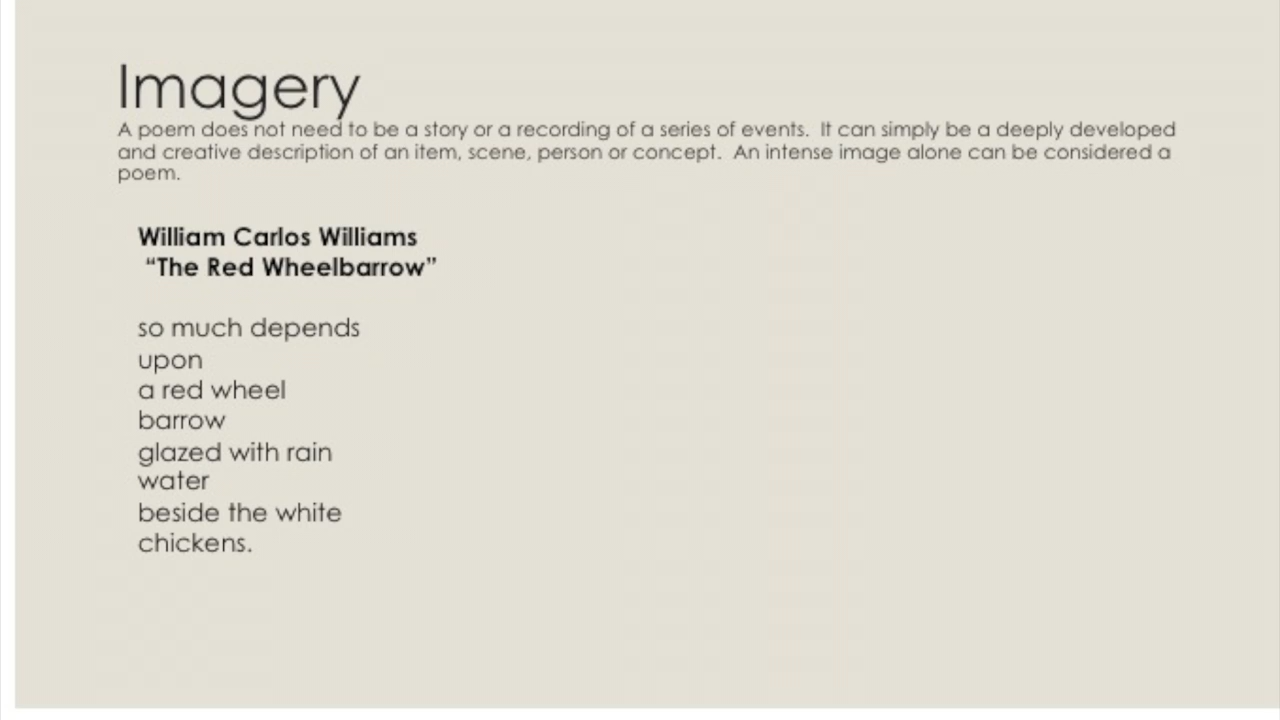 Imagery
A poem does not need to be a story or a recording of a series of events.  It can simply be a deeply developed
and creative description of an item, scene, person or concept.  An intense image alone can be considered a
poem.
William Carlos Williams
“The Red Wheelbarrow”
so much depends
upon
a red wheel
barrow
glazed with rain
water
beside the white
chickens.